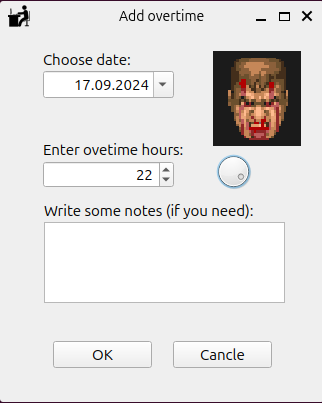 Add overtime
Choose date:
17.09.2024
Enter ovetime hours:
22
Write some notes (if you need):
OK
Cancle